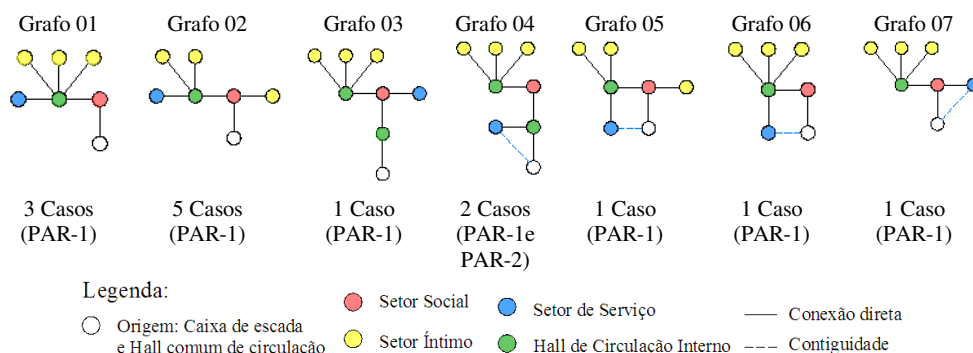 Grafo 01 Grafo 02 Grafo 03 Grafo 04 Grafo 05 Grafo 06 Grafo 07
3 Casos 5 Casos 1 Caso 2 Casos 1 Caso 1 Caso 1 Caso
(PAR-1) (PAR-1) (PAR-1) (PAR-1e (PAR-1) (PAR-1) (PAR-1)
PAR-2)
Legenda:
Setor Social Setor de Serviço Conexão direta
Origem: Caixa de escada Setor Íntimo Hall de Circulação Interno Contiguidade
e Hall comum de circulação